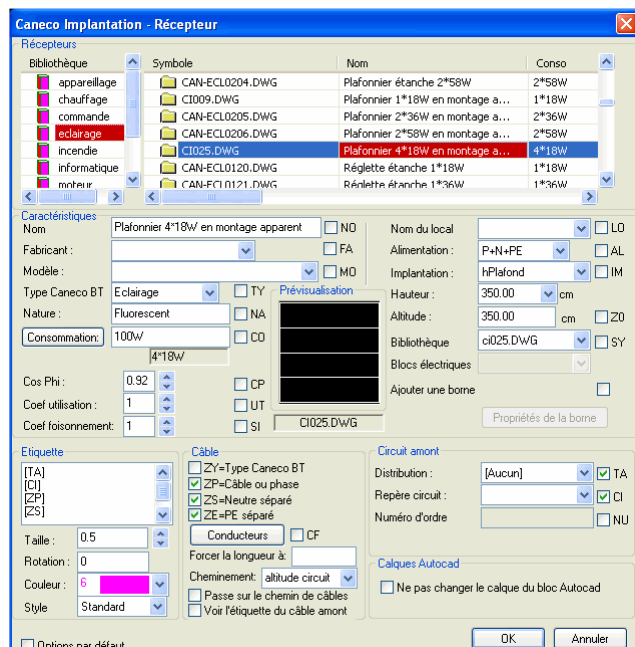 Caneco Implantation - Récepteur
Récepteurs
Bibliothèque
Symbole Nom Conso
appareillage CAN-ECL0204.DWG Plafonnier étanche 2*58W 2*58W
chauffage CI009.DWG Plafonnier 1*18W en montage a... 1*18W
commande CAN-ECL0205.DWG Plafonnier 2*36W en montage a... 2*36W
eclairage CAN-ECL0206.DWG Plafonnier 2*58W en montage a... 2*58W
incendie CI025.DWG Plafonnier 4*18W en montage a... 4*18W
informatique CAN-ECL0120.DWG Réglette étanche 1*18W 1*18W
moteur CAN-ECL0121.DWG Réglette étanche 1*36W 1*36W
Caractéristiques
Nom Plafonnier 4*18W en montage apparent NO
Fabricant : FA
Modèle : MO
Type Caneco BT Eclairage TY
Nature : Fluorescent NA
Consommation: 100W CO
4*18W
Cos Phi : 0.92 CP
Coef utilisation : 1 UT
Coef foisonnement: 1 SI
Prévisualisation
CI025.DWG
Nom du local LO
Alimentation : P+N+PE AL
Implantation : hPlafond IM
Hauteur : 350.00 cm
Altitude : 350.00 cm Z0
Bibliothèque ci025.DWG SY
Blocs électriques
Ajouter une borne
Propriétés de la borne
Etiquette
[TA]
[CI]
[ZP]
[ZS]
Taille : 0.5
Rotation : 0
Couleur : 6
Style Standard
Câble
ZY=Type Caneco BT
ZP=Câble ou phase
ZS=Neutre séparé
ZE=PE séparé
Conducteurs CF
Forcer la longueur à:
Cheminement: altitude circuit
Passe sur le chemin de câbles
Voir l'étiquette du câble amont
Circuit amont
Distribution : [Aucun] TA
Repère circuit : CI
Numéro d'ordre NU
Calques Autocad
Ne pas changer le calque du bloc Autocad
Options par défaut
OK Annuler